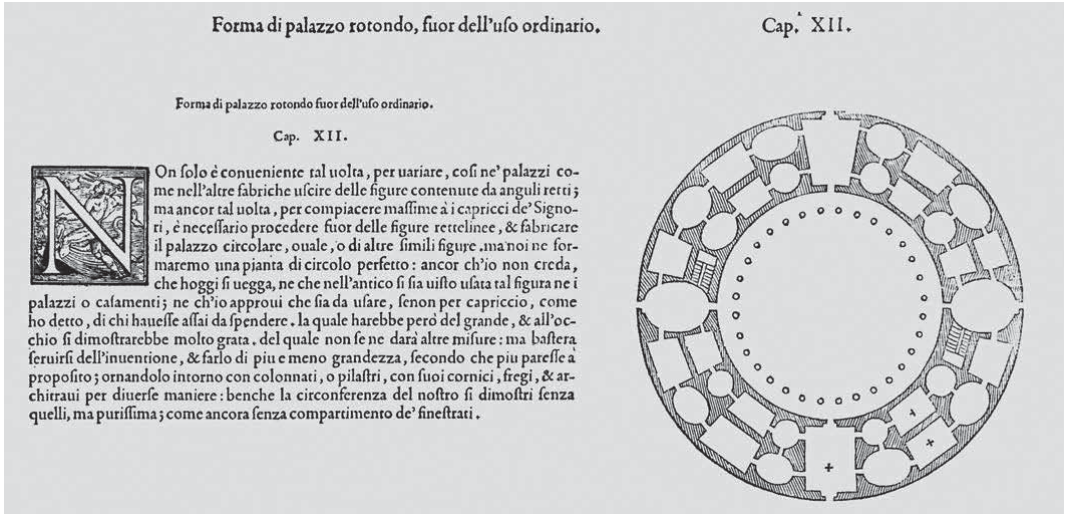 Forma di palazzo rotondo, fuor dell'uſo ordinario. Cap. XII.
Forma di palazzo rotondo fuor dell'uſo ordinario.
Cap. XII.
NOn ſolo è conueniente tal uolta, per uariare, coſi ne' palazzi co-
me nell'altre fabriche uſcire delle figure contenute da anguli retti;
ma ancor tal uolta, per compiacere maſſime à i capricci de' Signo-
ri, è neceſſario procedere fuor delle figure rettelinee, & fabricare
il palazzo circolare, ouale, o di altre ſimili figure. ma noi ne for-
maremo una pianta di circolo perfetto: ancor ch'io non creda,
che hoggi ſi uegga, ne che nell'antico ſi ſia uiſto uſata tal figura ne i
palazzi o caſamenti; ne ch'io approui che ſia da uſare, ſenon per capriccio, come
ho detto, di chi haueſſe aſſai da ſpendere. la quale harebbe però del grande, & all'oc-
chio ſi dimoſtrarebbe molto grata. del quale non ſe ne darà altre miſure: ma baſterà
ſeruirſi dell'inuentione, & farlo di piu e meno grandezza, ſecondo che piu pareſſe à
propoſito; ornandolo intorno con colonnati, o pilaſtri, con ſuoi cornici, fregi, & ar-
chitraui per diuerſe maniere: benche la circonferenza del noſtro ſi dimoſtri ſenza
quelli, ma puriſſima; come ancora ſenza compartimento de' fineſtrati.